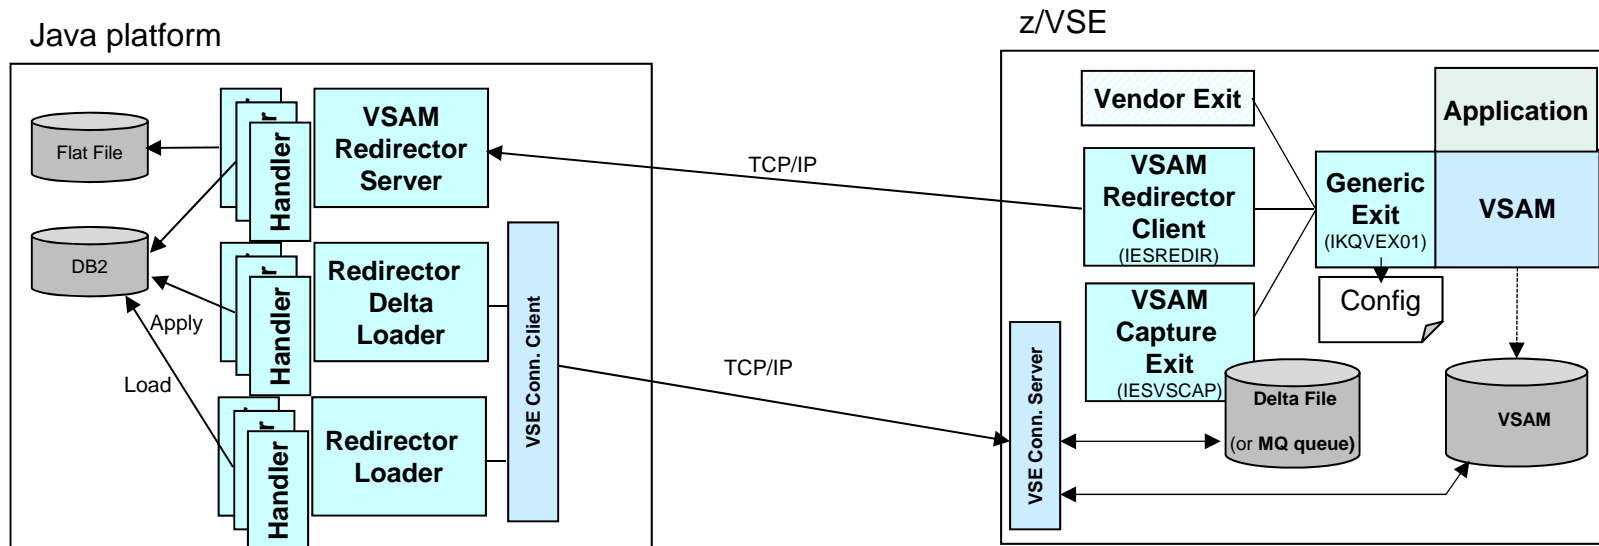 Java platform
z/VSE
Flat File
DB2
Apply
Load
Handler
VSAM
Redirector
Server
Handler
Redirector
Delta
Loader
Handler
Redirector
Loader
VSE Conn. Client
TCP/IP
TCP/IP
Vendor Exit
VSAM
Redirector
Client
(IESREDIR)
VSAM
Capture
Exit
(IESVSCAP)
Generic
Exit
(IKQVEX01)
Application
VSAM
Config
VSE Conn. Server
Delta File
(or MQ queue)
VSAM